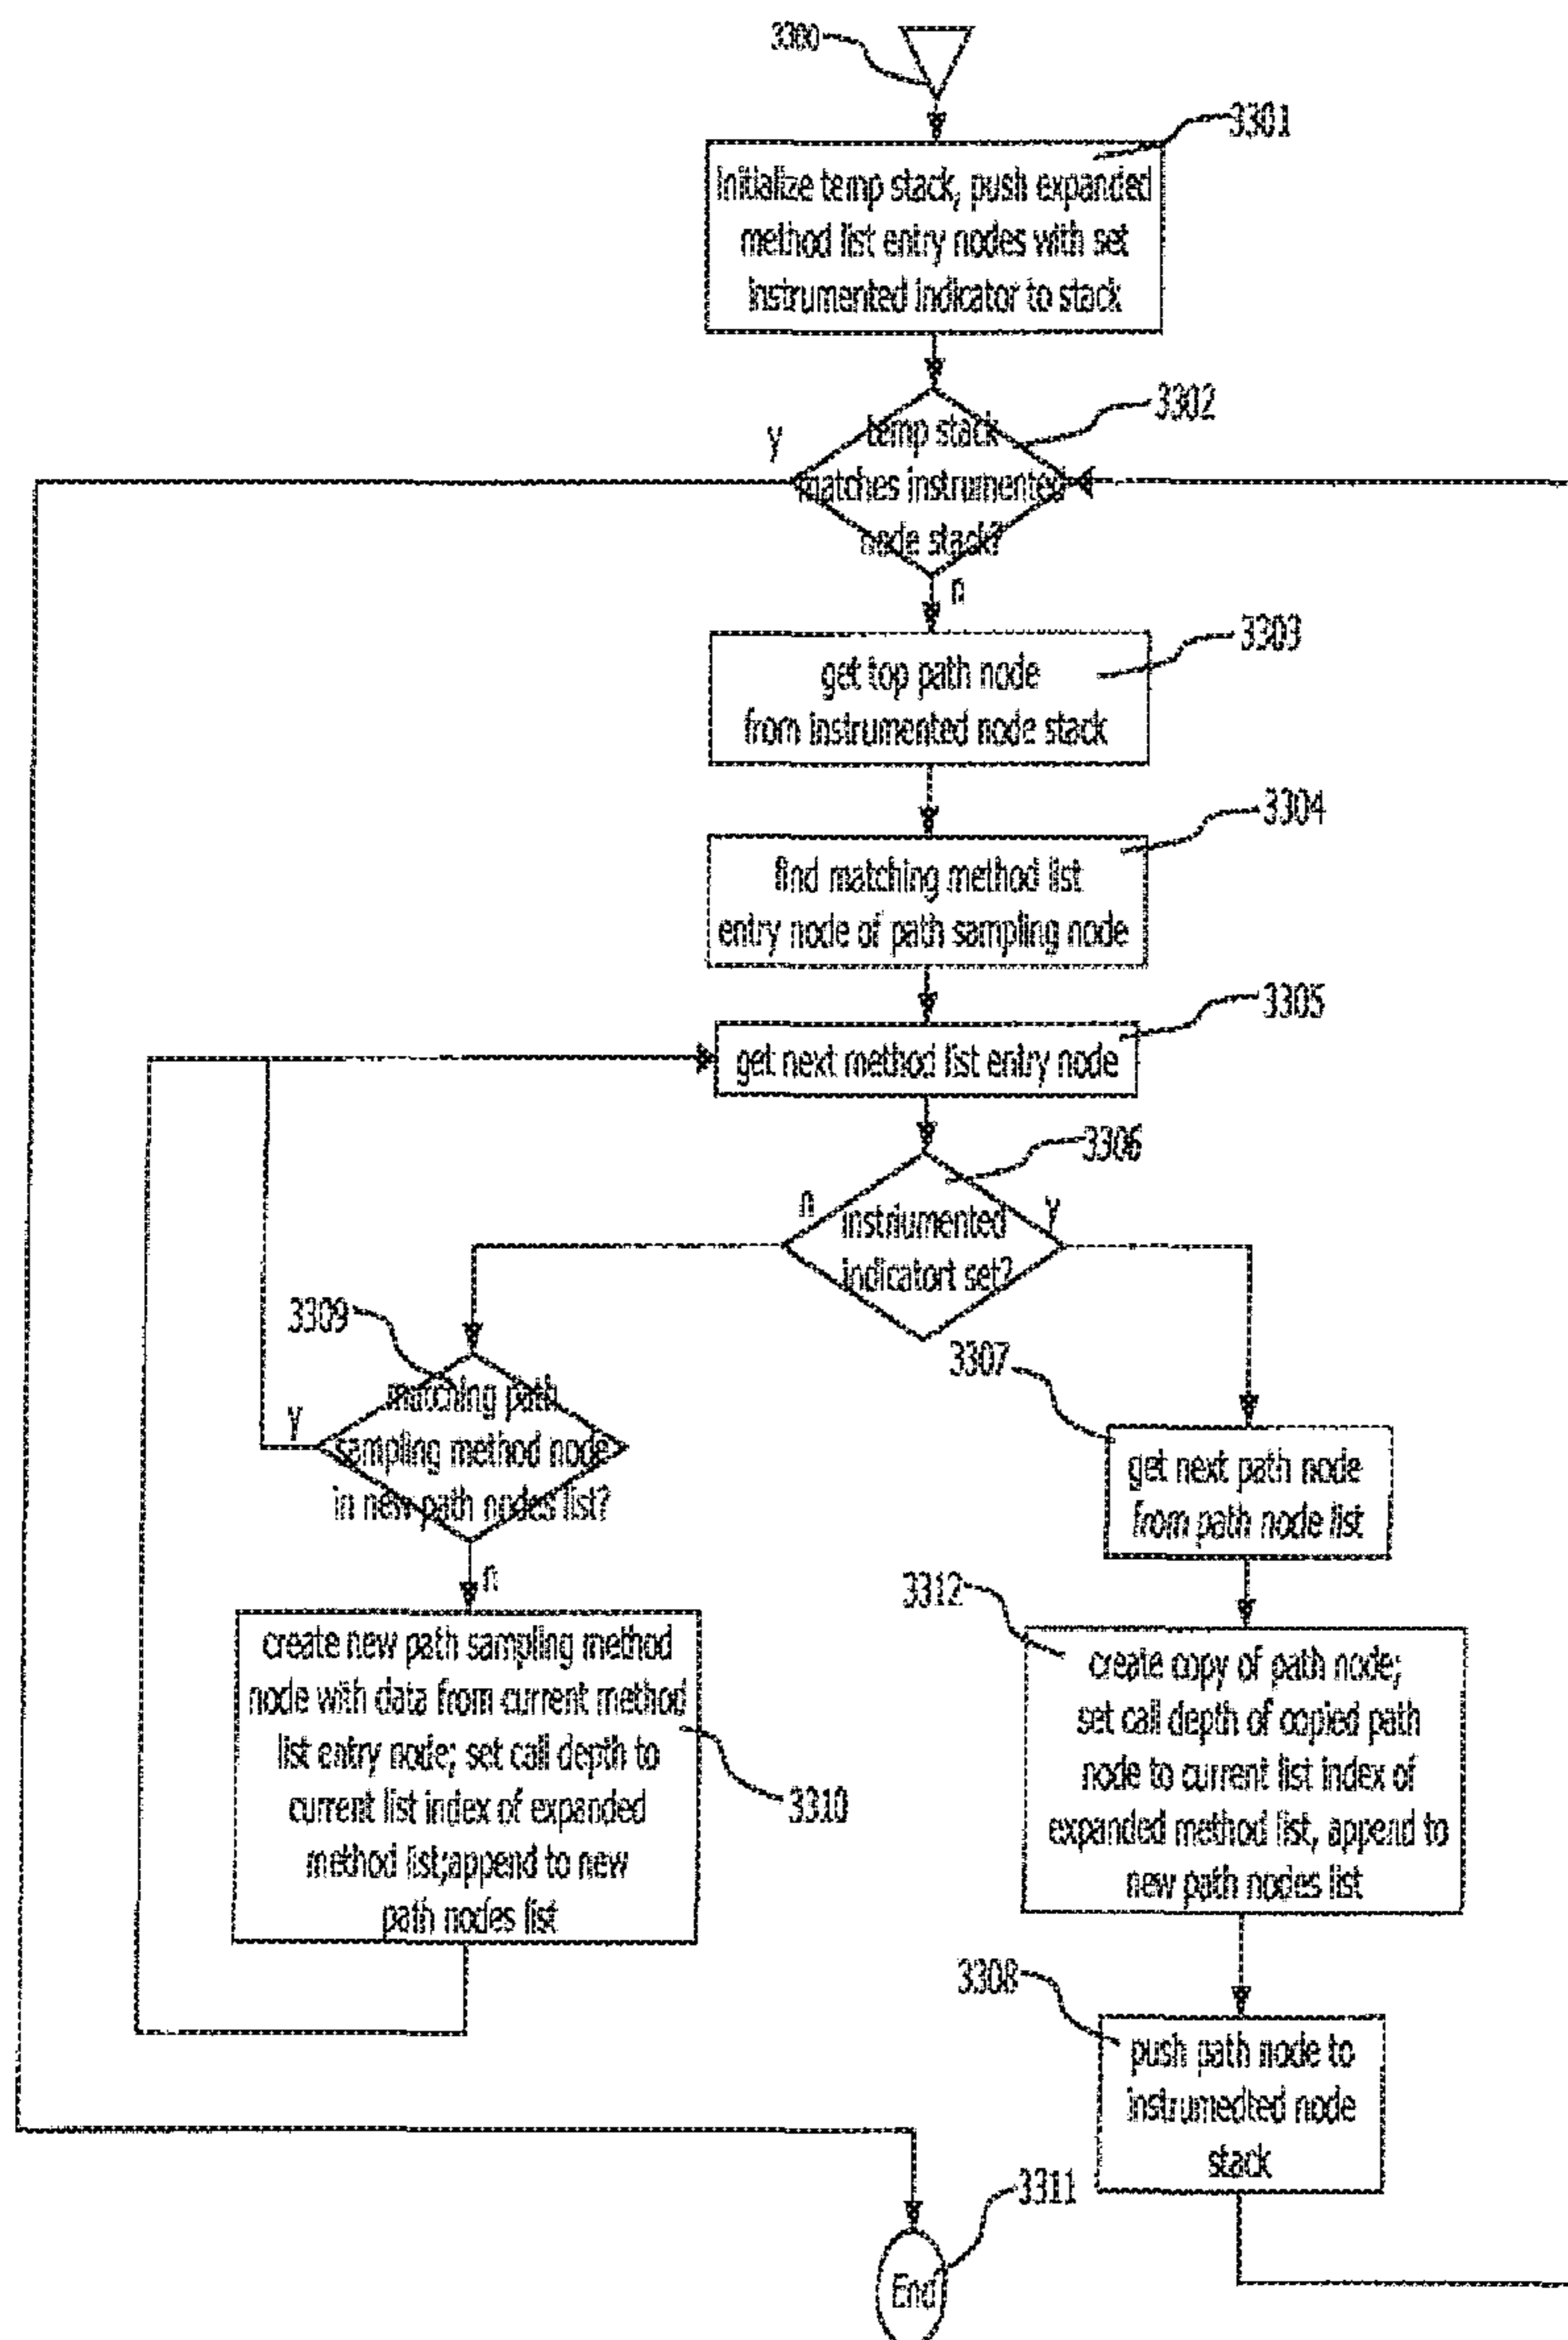 3300
3301
Initialize temp stack, push expanded
method list entry nodes with set
instrumented indicator to stack
3302
y
temp stack
matches instrumented
node stack?
n
3303
get top path node
from instrumented node stack
3304
find matching method list
entry node of path sampling node
3305
get next method list entry node
3306
n
y
instriumented
indicatort set?
3309
y
matching path
sampling method node
in new path nodes list?
n
3307
get next path node
from path node list
3312
create copy of path node;
set call depth of copied path
node to current list index of
expanded method list, append to
new path nodes list
create new path sampling method
node with data from current method
list entry node; set call depth to
current list index of expanded
method list;append to new
path nodes list
3310
3308
push path node to
instrumedted node
stack
3311
End